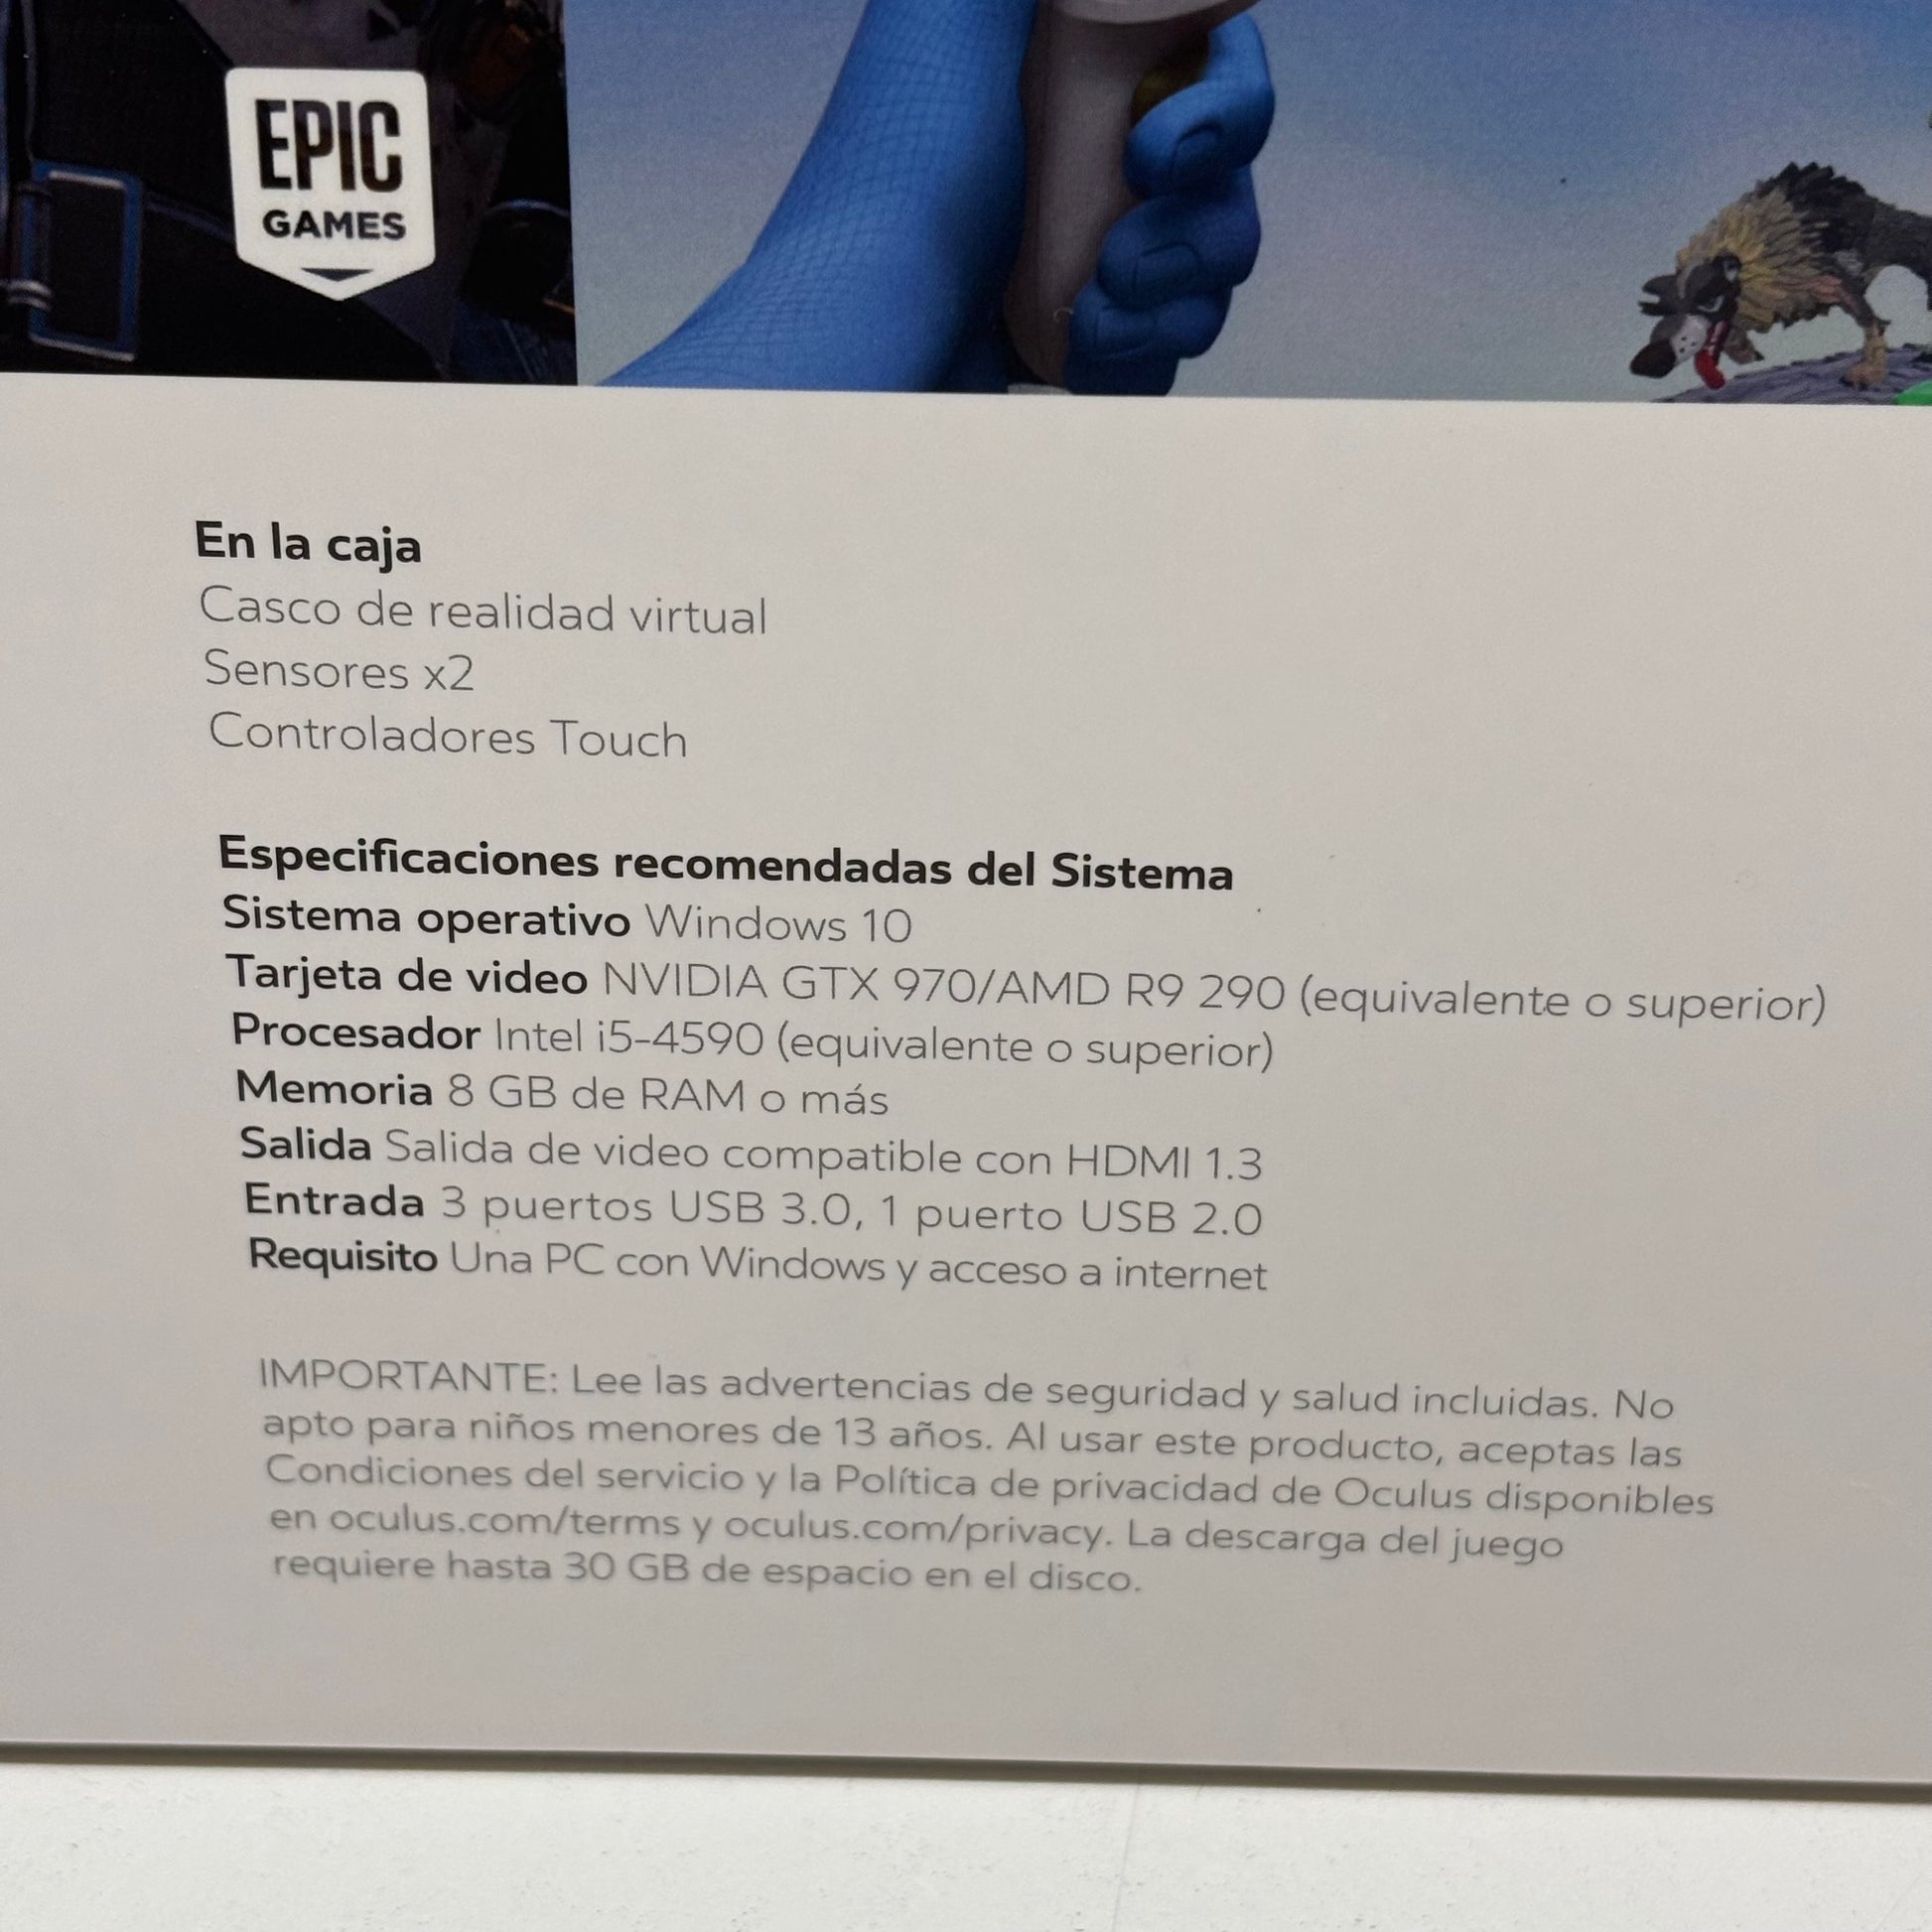 EPIC
GAMES
En la caja
Casco de realidad virtual
Sensores x2
Controladores Touch
Especificaciones recomendadas del Sistema
Sistema operativo Windows 10
Tarjeta de video NVIDIA GTX 970/AMD R9 290 (equivalente o superior)
Procesador Intel i5-4590 (equivalente o superior)
Memoria 8 GB de RAM o más
Salida Salida de video compatible con HDMI 1.3
Entrada 3 puertos USB 3.0, 1 puerto USB 2.0
Requisito Una PC con Windows y acceso a internet
IMPORTANTE: Lee las advertencias de seguridad y salud incluidas. No
apto para niños menores de 13 años. Al usar este producto, aceptas las
Condiciones del servicio y la Política de privacidad de Oculus disponibles
en oculus.com/terms y oculus.com/privacy. La descarga del juego
requiere hasta 30 GB de espacio en el disco.